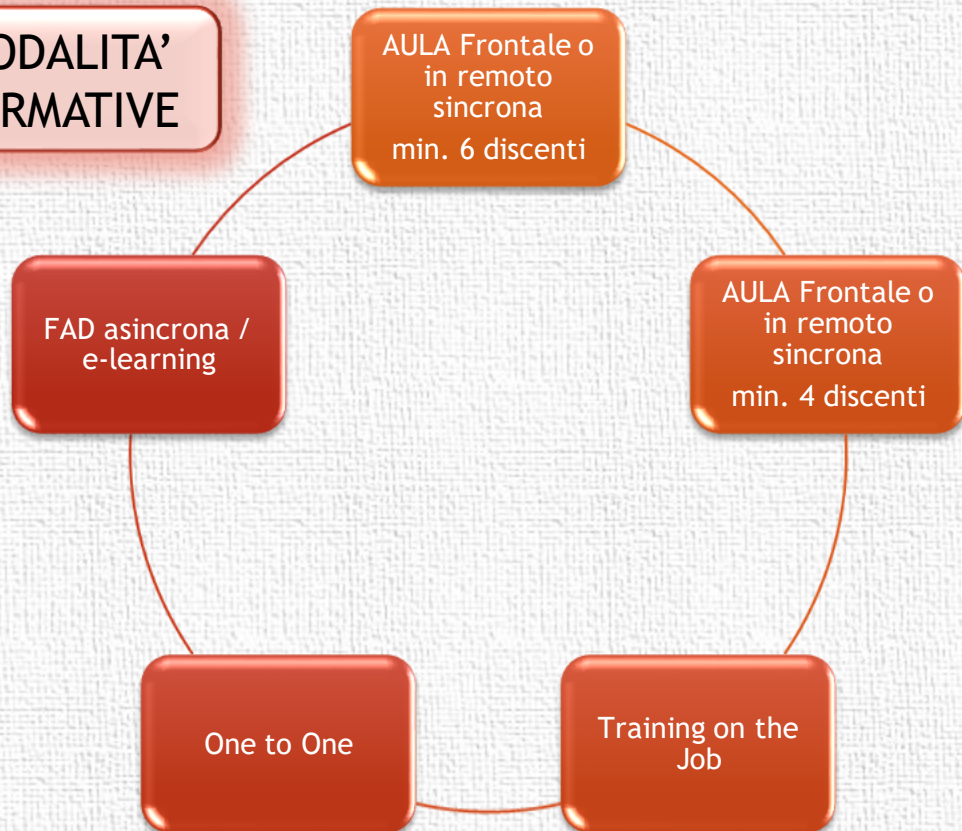 ODALITA’
RMATIVE
AULA Frontale o
in remoto
sincrona
min. 6 discenti
AULA Frontale o
in remoto
sincrona
min. 4 discenti
Training on the
Job
One to One
FAD asincrona /
e-learning